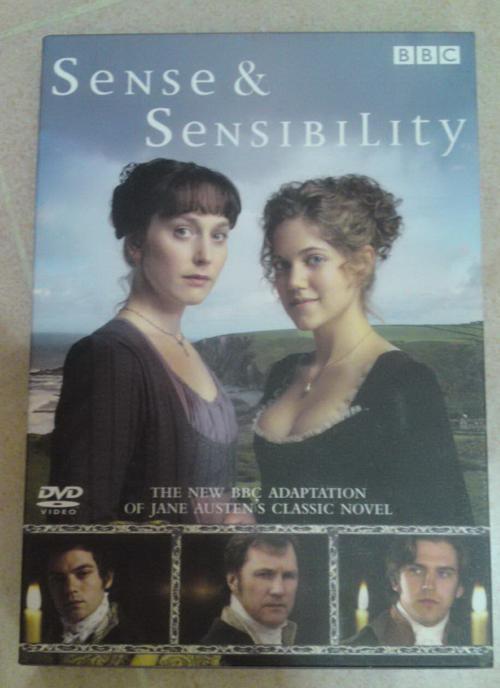 BBC
SENSE &
SENSIBILITY
THE NEW BBC ADAPTATION
OF JANE AUSTEN'S CLASSIC NOVEL
DVD
VIDEO